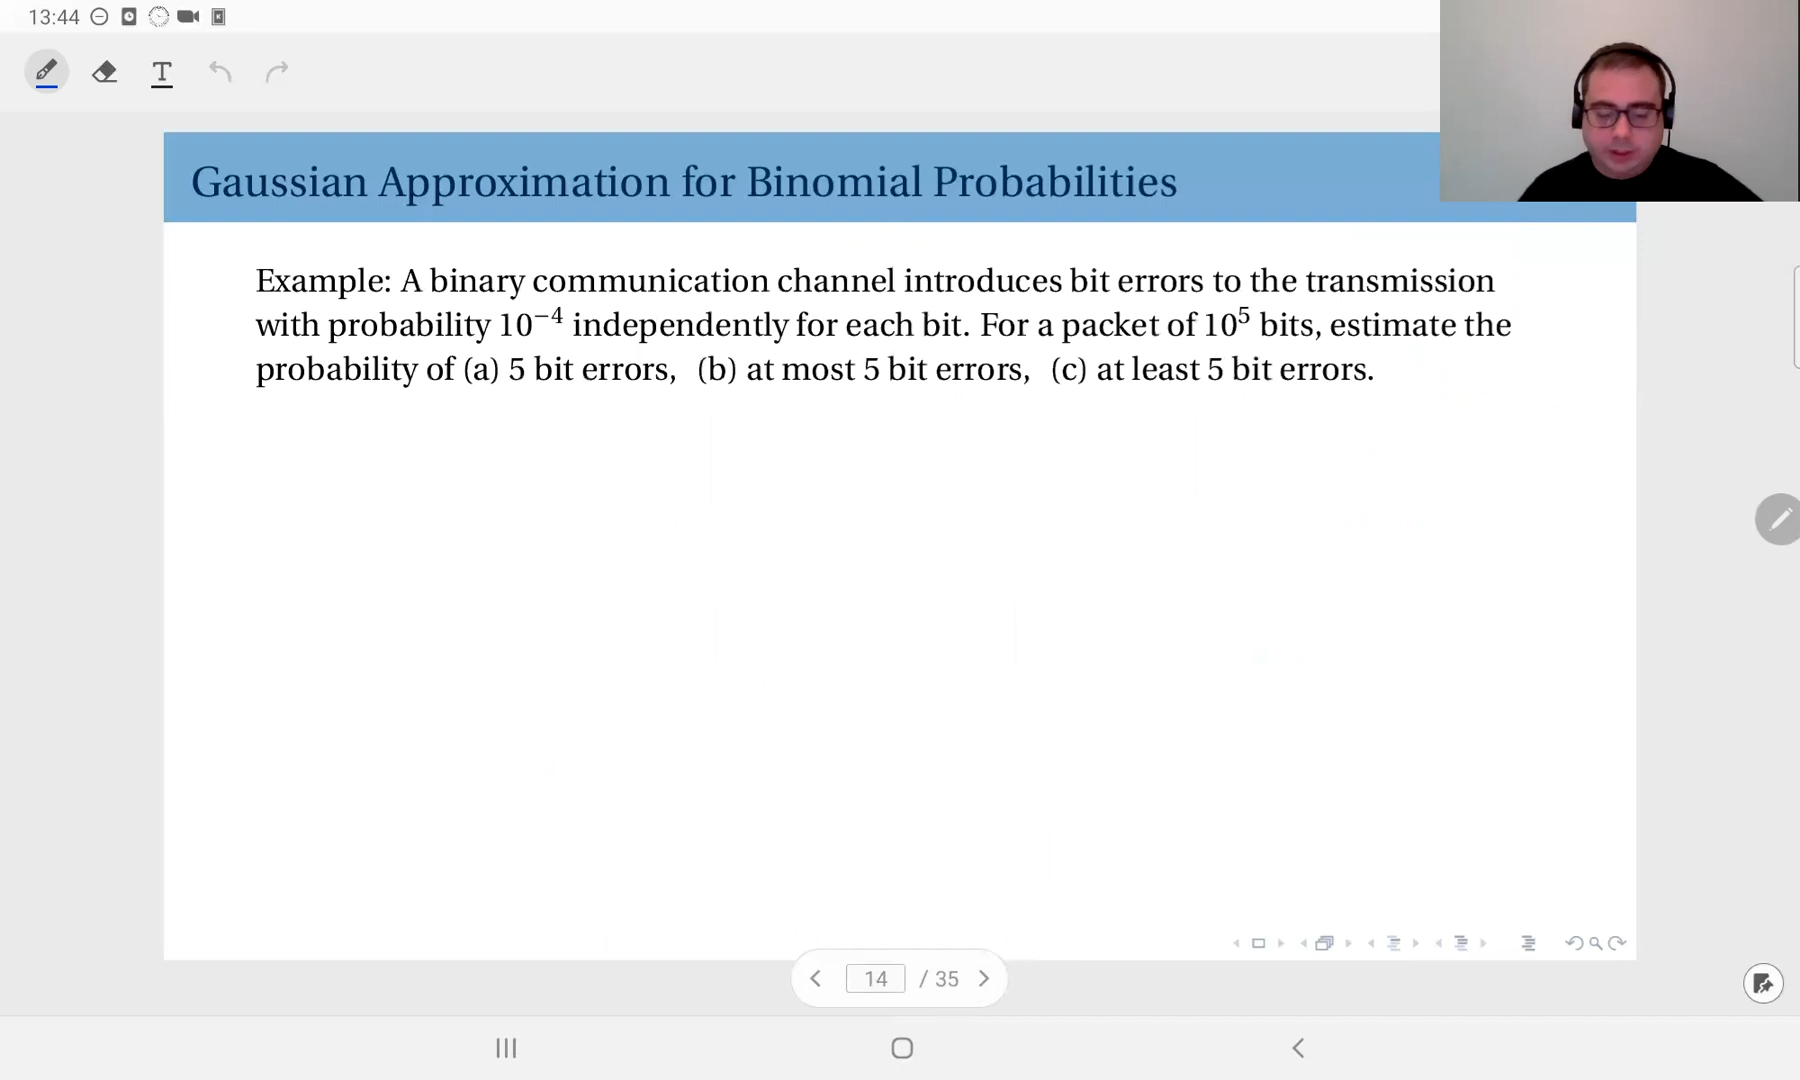 13:44
T
Gaussian Approximation for Binomial Probabilities
Example: A binary communication channel introduces bit errors to the transmission
with probability 10⁻⁴ independently for each bit. For a packet of 10⁵ bits, estimate the
probability of (a) 5 bit errors, (b) at most 5 bit errors, (c) at least 5 bit errors.
14 / 35